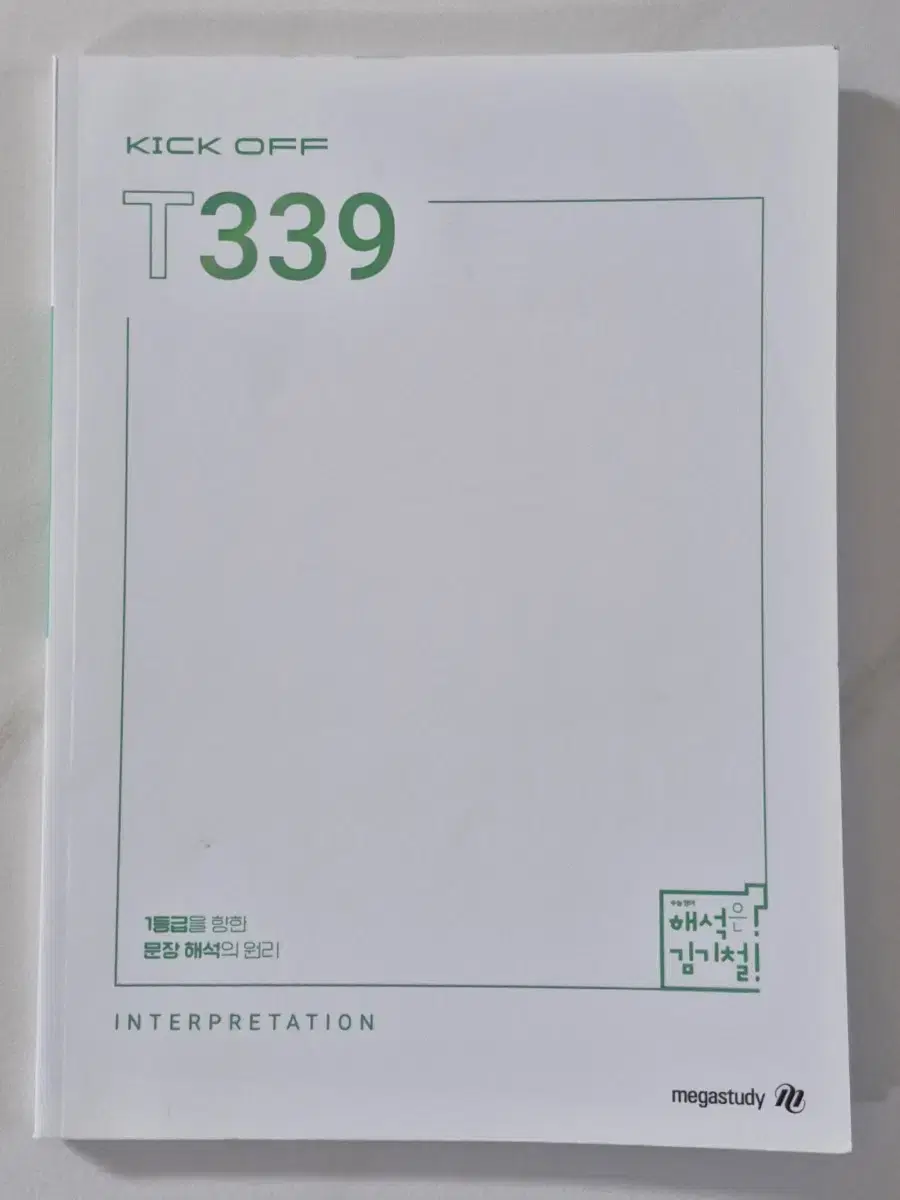 KICK OFF
T339
1등급을 향한
문장 해석의 원리
수능영어
해석은!
김기철!
INTERPRETATION
megastudy